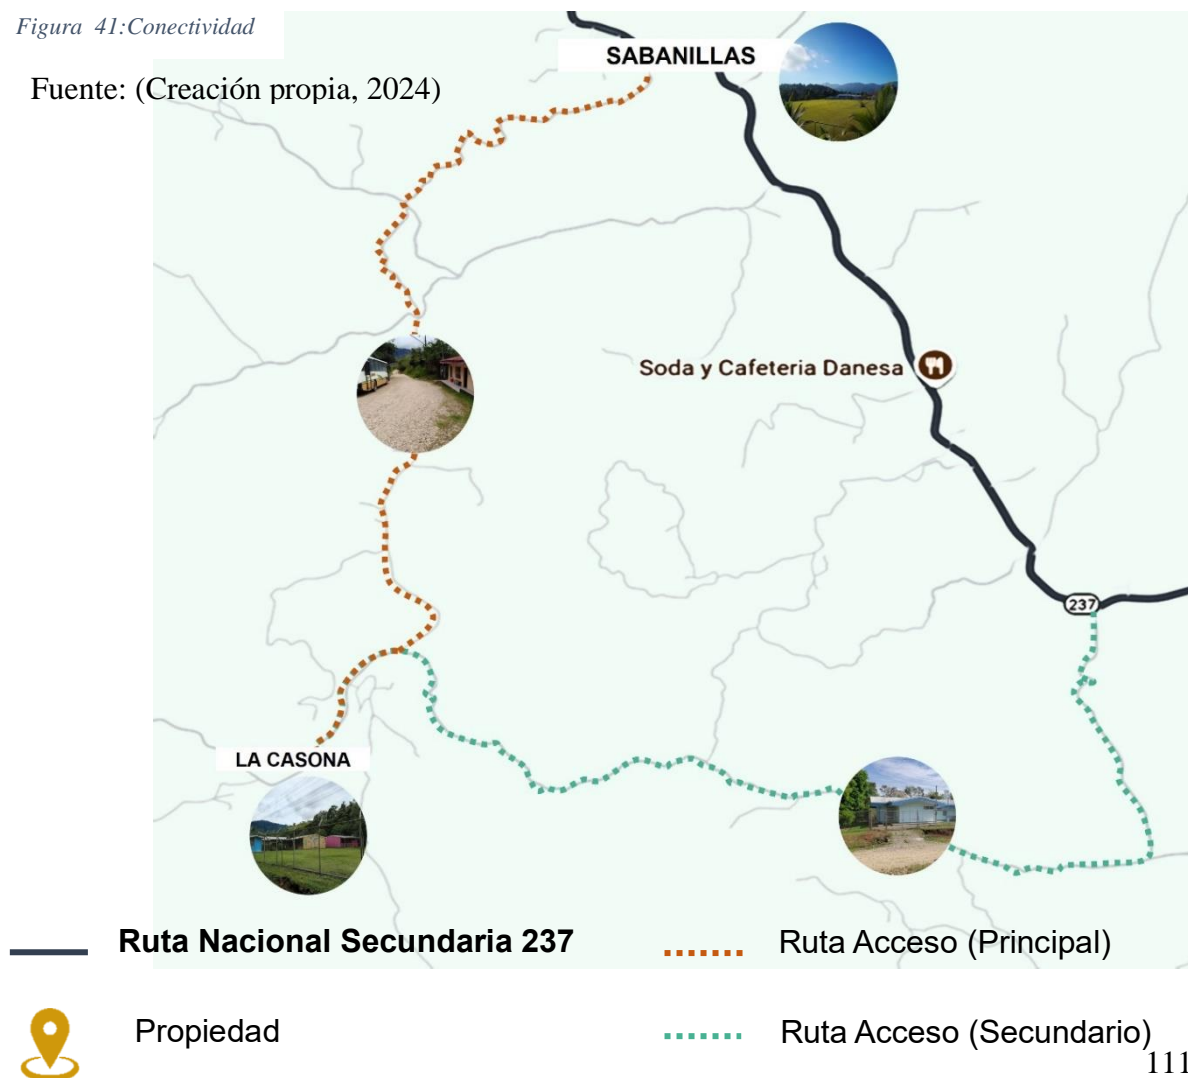 Figura 41:Conectividad
SABANILLAS
Fuente: (Creación propia, 2024)
Soda y Cafeteria Danesa
237
LA CASONA
Ruta Nacional Secundaria 237
Ruta Acceso (Principal)
Propiedad
Ruta Acceso (Secundario)
111